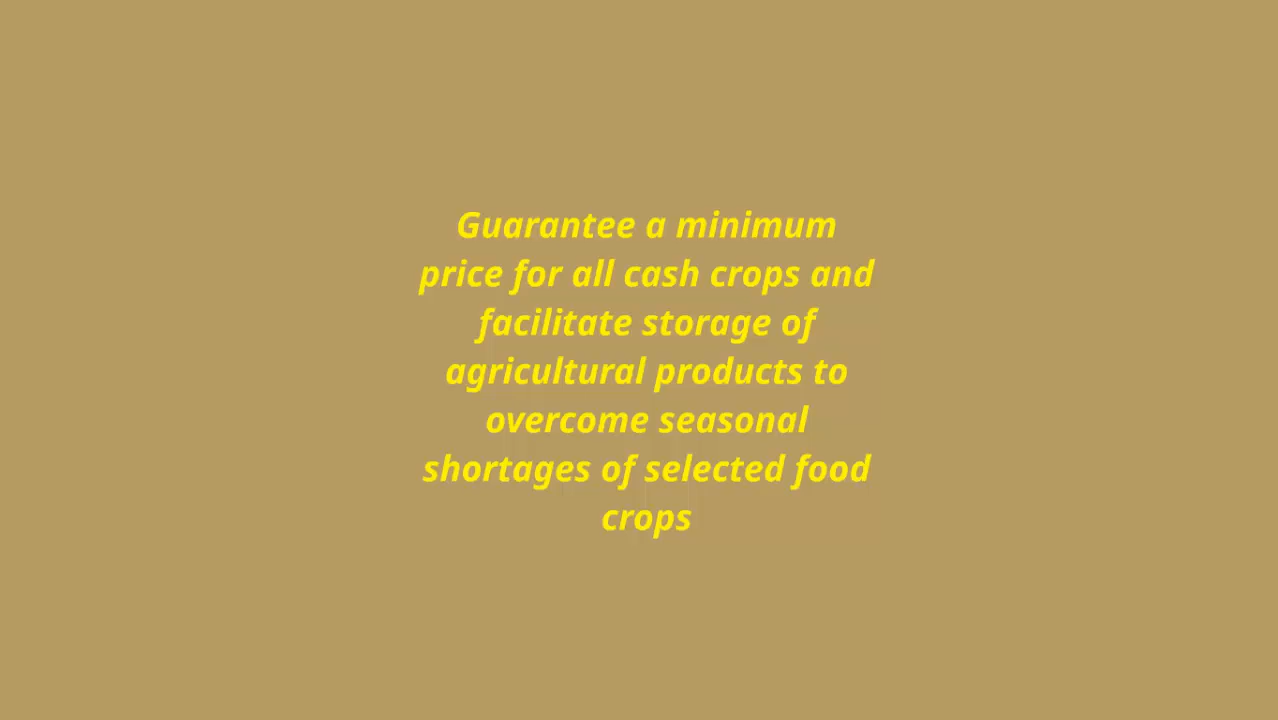 Guarantee a minimum
price for all cash crops and
facilitate storage of
agricultural products to
overcome seasonal
shortages of selected food
crops